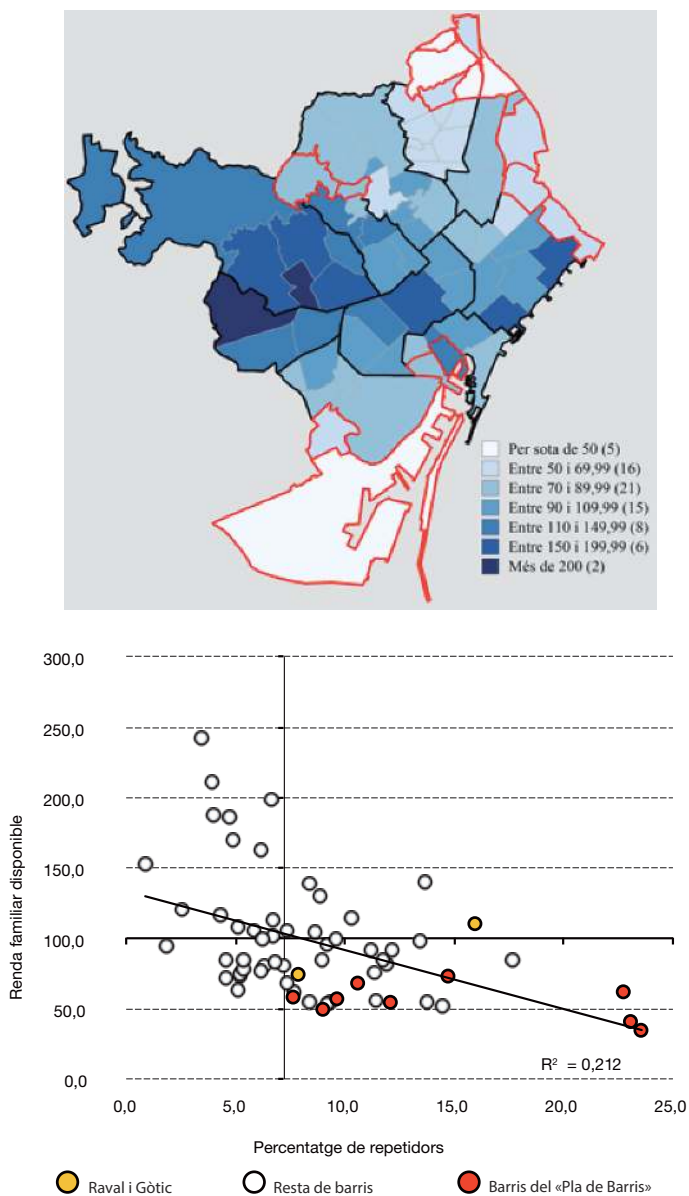 Per sota de 50 (5)
Entre 50 i 69,99 (16)
Entre 70 i 89,99 (21)
Entre 90 i 109,99 (15)
Entre 110 i 149,99 (8)
Entre 150 i 199,99 (6)
Més de 200 (2)
300,0
250,0
200,0
150,0
100,0
50,0
0,0
Renda familiar disponible
R² = 0,212
0,0 5,0 10,0 15,0 20,0 25,0
Percentatge de repetidors
Raval i Gòtic Resta de barris Barris del «Pla de Barris»